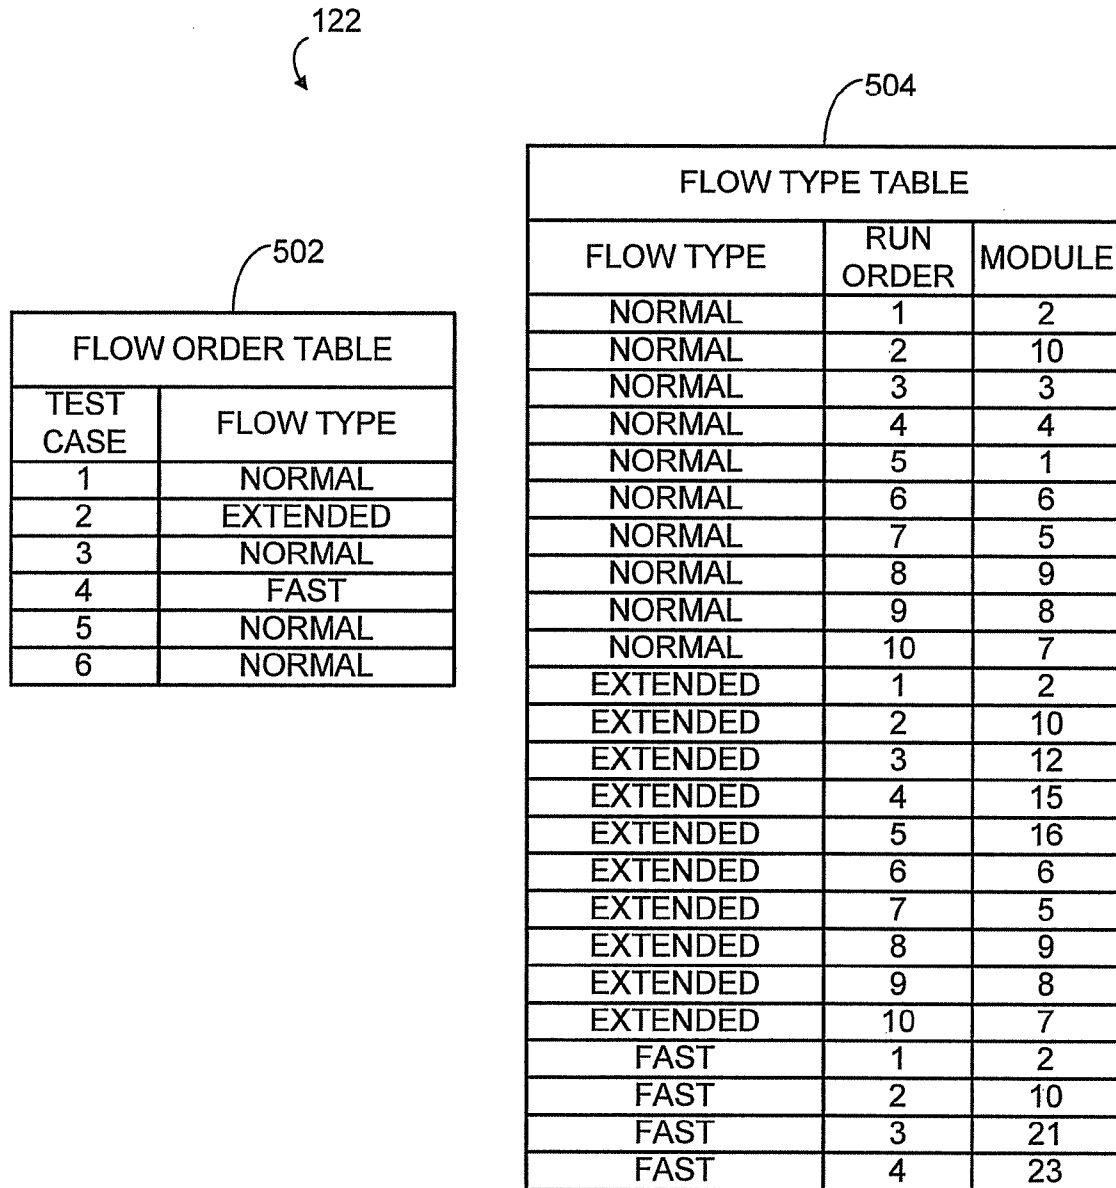 122
504
FLOW TYPE TABLE
FLOW TYPE RUN ORDER MODULE
NORMAL 1 2
NORMAL 2 10
NORMAL 3 3
NORMAL 4 4
NORMAL 5 1
NORMAL 6 6
NORMAL 7 5
NORMAL 8 9
NORMAL 9 8
NORMAL 10 7
EXTENDED 1 2
EXTENDED 2 10
EXTENDED 3 12
EXTENDED 4 15
EXTENDED 5 16
EXTENDED 6 6
EXTENDED 7 5
EXTENDED 8 9
EXTENDED 9 8
EXTENDED 10 7
FAST 1 2
FAST 2 10
FAST 3 21
FAST 4 23
502
FLOW ORDER TABLE
TEST CASE FLOW TYPE
1 NORMAL
2 EXTENDED
3 NORMAL
4 FAST
5 NORMAL
6 NORMAL